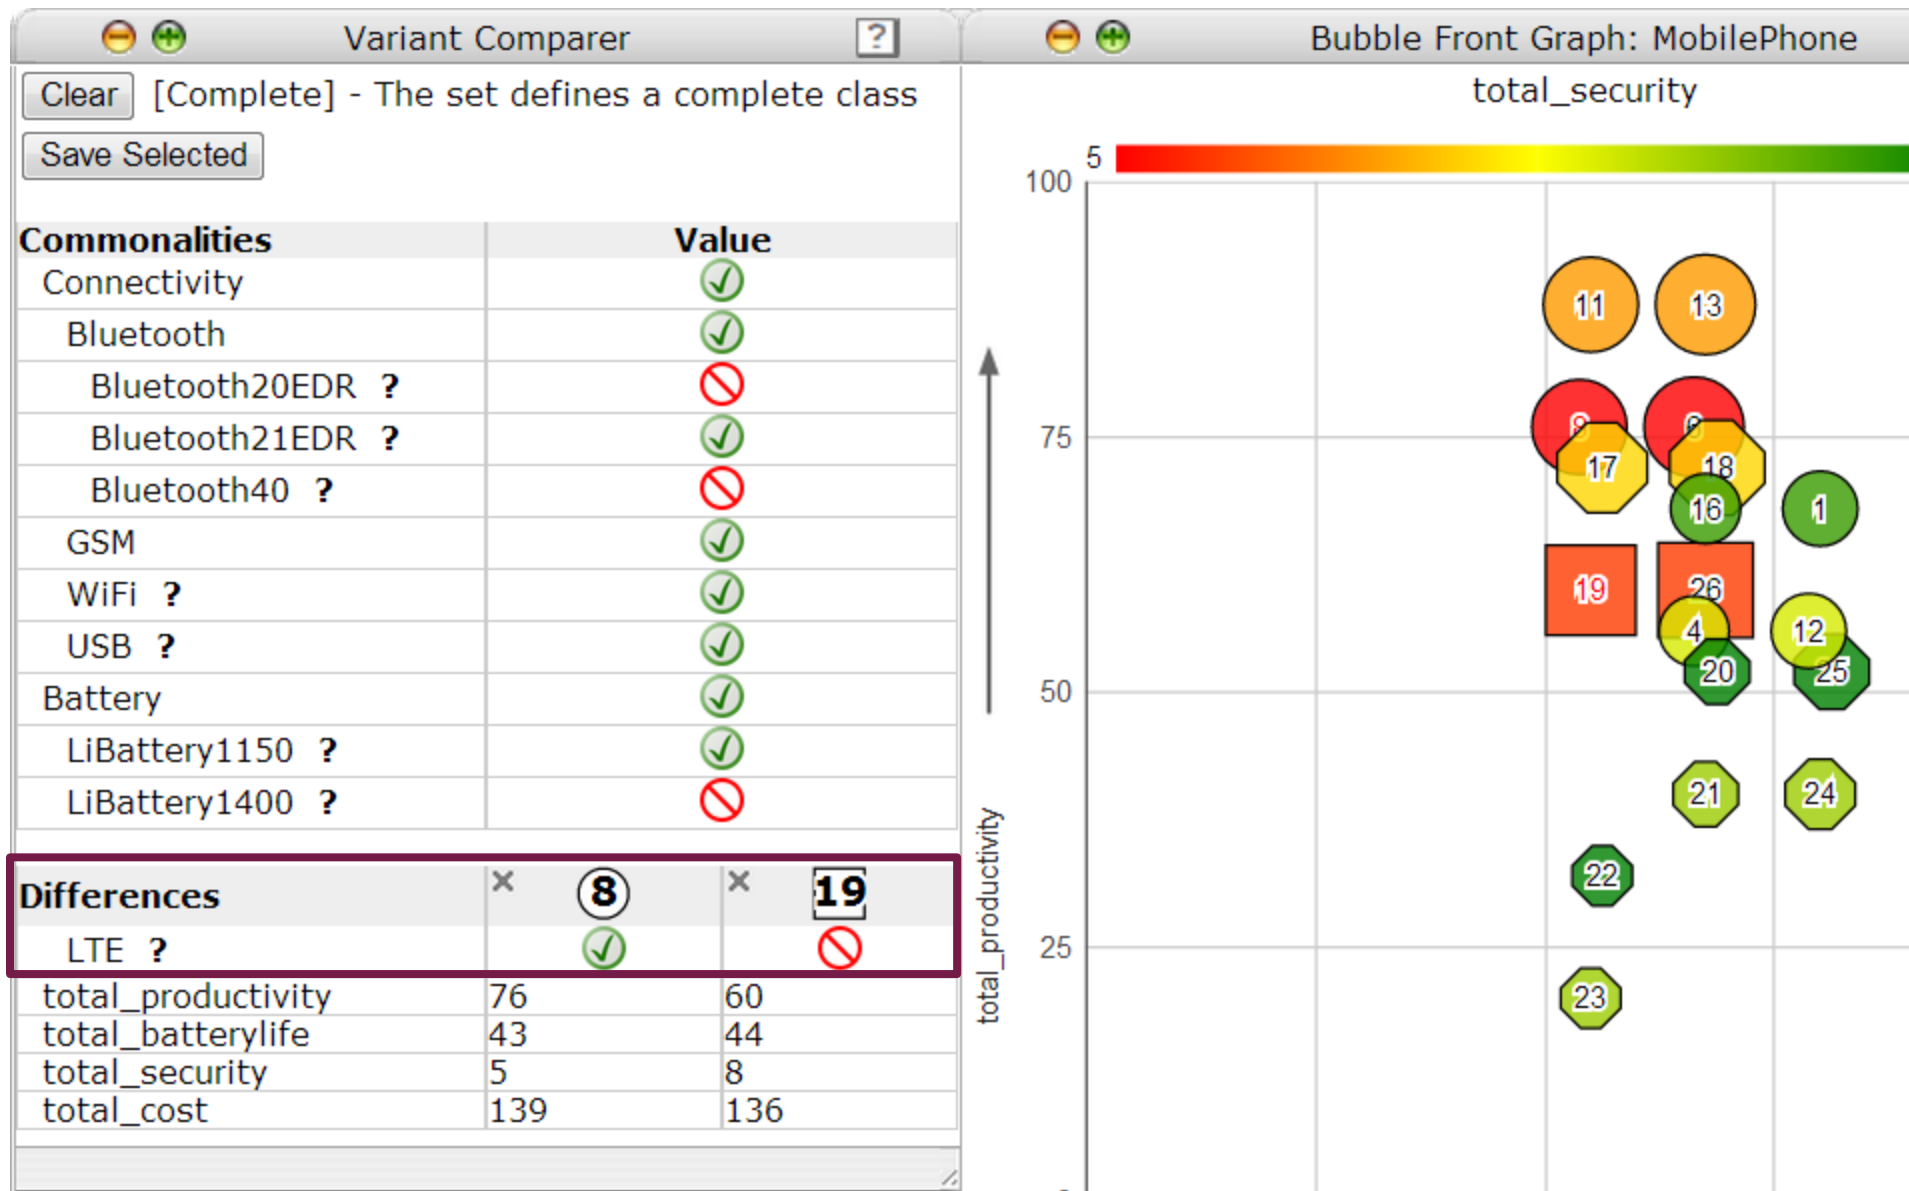 Variant Comparer ?
Clear [Complete] - The set defines a complete class
Save Selected
Commonalities Value
Connectivity
Bluetooth
Bluetooth20EDR ?
Bluetooth21EDR ?
Bluetooth40 ?
GSM
WiFi ?
USB ?
Battery
LiBattery1150 ?
LiBattery1400 ?
Differences × 8 × 19
LTE ?
total_productivity 76 60
total_batterylife 43 44
total_security 5 8
total_cost 139 136
Bubble Front Graph: MobilePhone
total_security
5
100
75
50
25
total_productivity
11 13
8
17 18
16 1
19 26
4 12
20 25
21 24
22
23